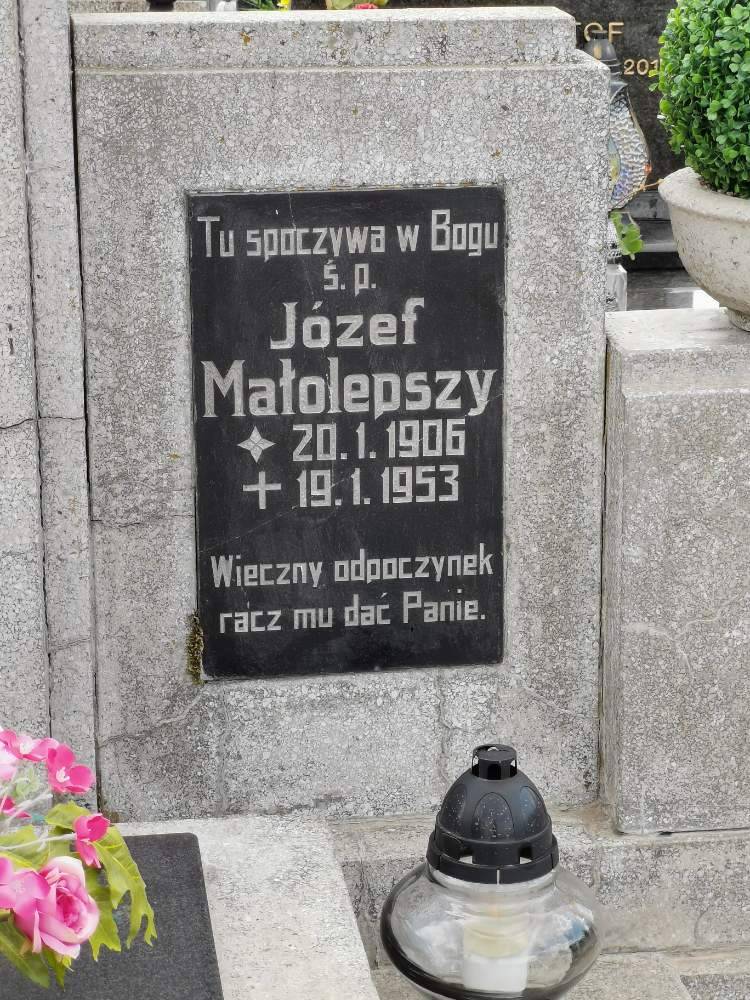 Tu spoczywa w Bogu
ś. p.
Józef
Małolepszy
20. 1. 1906
19. 1. 1953
Wieczny odpoczynek
racz mu dać Panie.